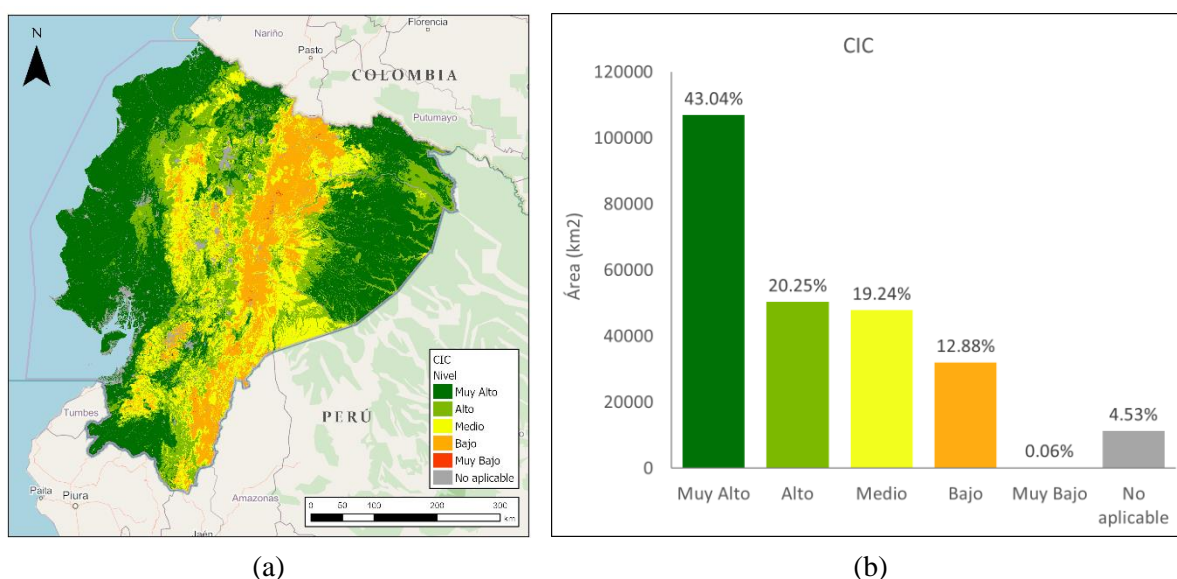 N
Nariño
Pasto
Florencia
COLOMBIA
Putumayo
CIC
Nivel
Muy Alto
Alto
Medio
Bajo
Muy Bajo
No aplicable
Tumbes
PERÚ
Paita
Piura
Amazonas
Jaén
0 50 100 200 300
km
(a)
CIC
Área (km2)
120000
100000
80000
60000
40000
20000
0
43.04%
20.25%
19.24%
12.88%
0.06%
4.53%
Muy Alto
Alto
Medio
Bajo
Muy Bajo
No
aplicable
(b)